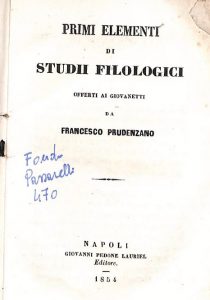 PRIMI ELEMENTI
DI
STUDII FILOLOGICI
OFFERTI AI GIOVANETTI
DA
FRANCESCO PRUDENZANO
Fondo
Passarelli
470
NAPOLI
GIOVANNI PEDONE LAURIEL
Editore.
1854